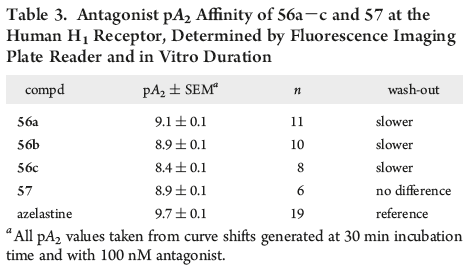 Table 3. Antagonist pA2 Affinity of 56a−c and 57 at the
Human H1 Receptor, Determined by Fluorescence Imaging
Plate Reader and in Vitro Duration
compd pA2 ± SEMa n wash-out
56a 9.1 ± 0.1 11 slower
56b 8.9 ± 0.1 10 slower
56c 8.4 ± 0.1 8 slower
57 8.9 ± 0.1 6 no difference
azelastine 9.7 ± 0.1 19 reference
a All pA2 values taken from curve shifts generated at 30 min incubation
time and with 100 nM antagonist.